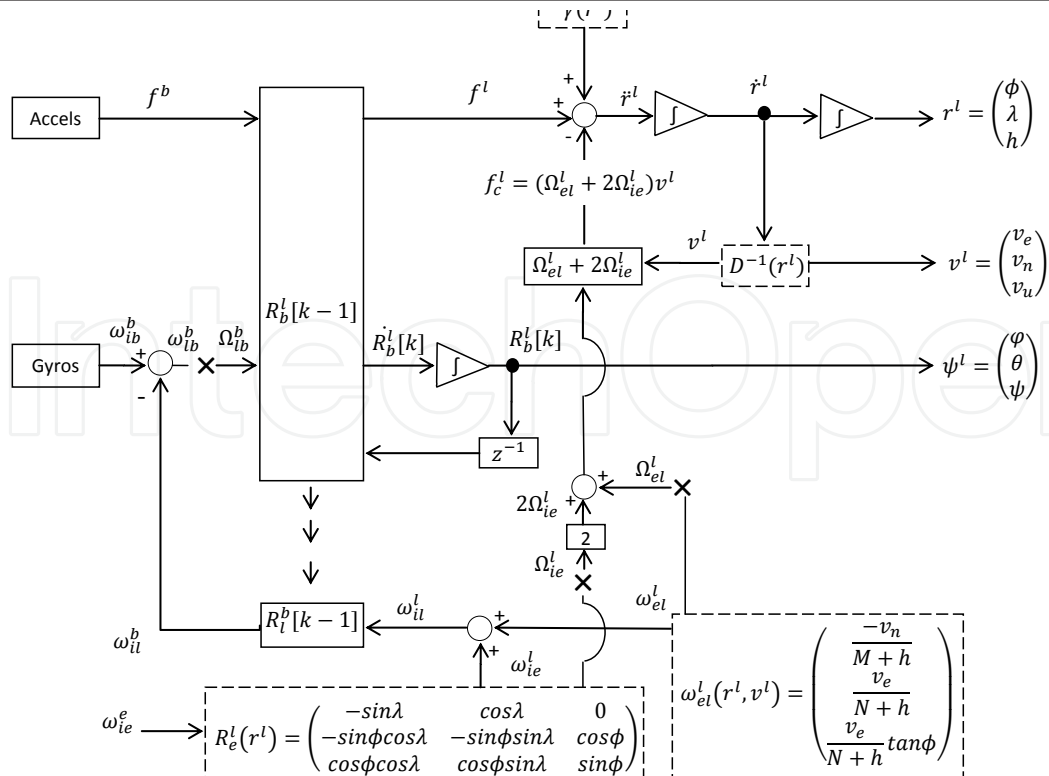 γ(r^l)
Accels
f^b
f^l
+
+
-
r̈^l
∫
ṙ^l
∫
r^l = (ϕ λ h)
f_c^l = (Ω_el^l + 2Ω_ie^l)v^l
Ω_el^l + 2Ω_ie^l
v^l
D^−1(r^l)
v^l = (v_e v_n v_u)
R_b^l[k − 1]
Gyros
ω_ib^b
+
-
ω_lb^b
Ω_lb^b
Ṙ_b^l[k]
∫
R_b^l[k]
ψ^l = (φ θ ψ)
z^−1
IntechOpe
Ω_el^l
+
+
2Ω_ie^l
2
Ω_ie^l
ω_il^b
R_l^b[k − 1]
ω_il^l
+
+
ω_ie^l
ω_el^l
ω_el^l(r^l, v^l) = (−v_n/(M + h) v_e/(N + h) v_e/(N + h) tanϕ)
ω_ie^e
R_e^l(r^l) = (
−sinλ cosλ 0
−sinϕcosλ −sinϕsinλ cosϕ
cosϕcosλ cosϕsinλ sinϕ)